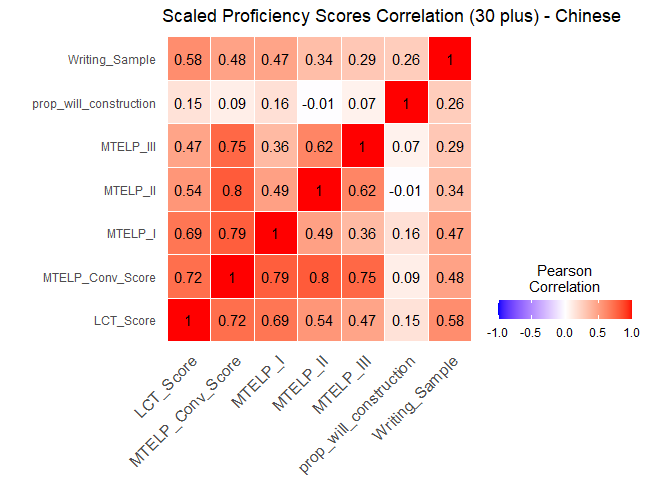 Scaled Proficiency Scores Correlation (30 plus) - Chinese
Writing_Sample 0.58 0.48 0.47 0.34 0.29 0.26 1
prop_will_construction 0.15 0.09 0.16 -0.01 0.07 1 0.26
MTELP_III 0.47 0.75 0.36 0.62 1 0.07 0.29
MTELP_II 0.54 0.8 0.49 1 0.62 -0.01 0.34
MTELP_I 0.69 0.79 1 0.49 0.36 0.16 0.47
MTELP_Conv_Score 0.72 1 0.79 0.8 0.75 0.09 0.48
LCT_Score 1 0.72 0.69 0.54 0.47 0.15 0.58
LCT_Score
MTELP_Conv_Score
MTELP_I
MTELP_II
MTELP_III
prop_will_construction
Writing_Sample
Pearson
Correlation
-1.0 -0.5 0.0 0.5 1.0